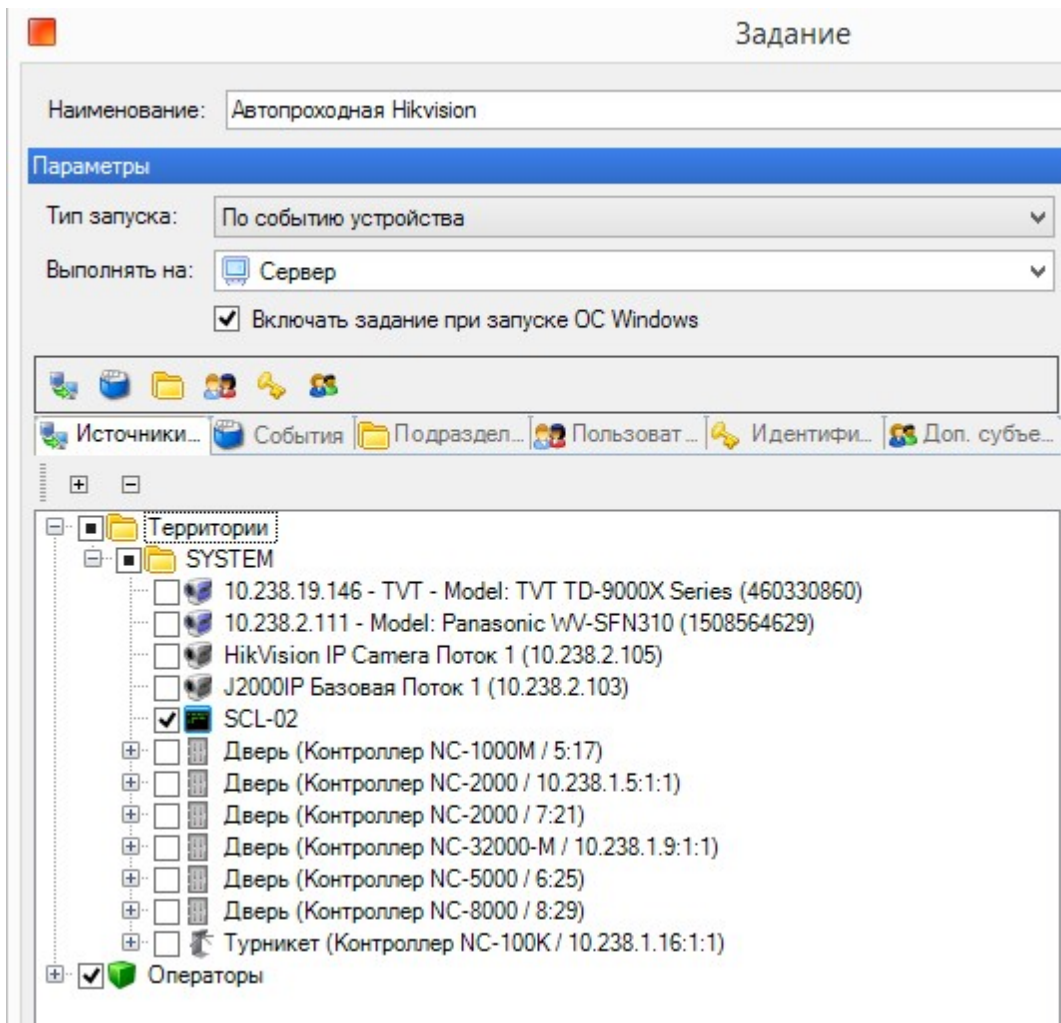 Задание
Наименование: Автопроходная Hikvision
Параметры
Тип запуска: По событию устройства
Выполнять на: Сервер
Включать задание при запуске ОС Windows
Источники... События Подраздел... Пользоват... Идентифи... Доп. субъе...
Территории
SYSTEM
10.238.19.146 - TVT - Model: TVT TD-9000X Series (460330860)
10.238.2.111 - Model: Panasonic WV-SFN310 (1508564629)
HikVision IP Camera Поток 1 (10.238.2.105)
J2000IP Базовая Поток 1 (10.238.2.103)
SCL-02
Дверь (Контроллер NC-1000M / 5:17)
Дверь (Контроллер NC-2000 / 10.238.1.5:1:1)
Дверь (Контроллер NC-2000 / 7:21)
Дверь (Контроллер NC-32000-M / 10.238.1.9:1:1)
Дверь (Контроллер NC-5000 / 6:25)
Дверь (Контроллер NC-8000 / 8:29)
Турникет (Контроллер NC-100K / 10.238.1.16:1:1)
Операторы